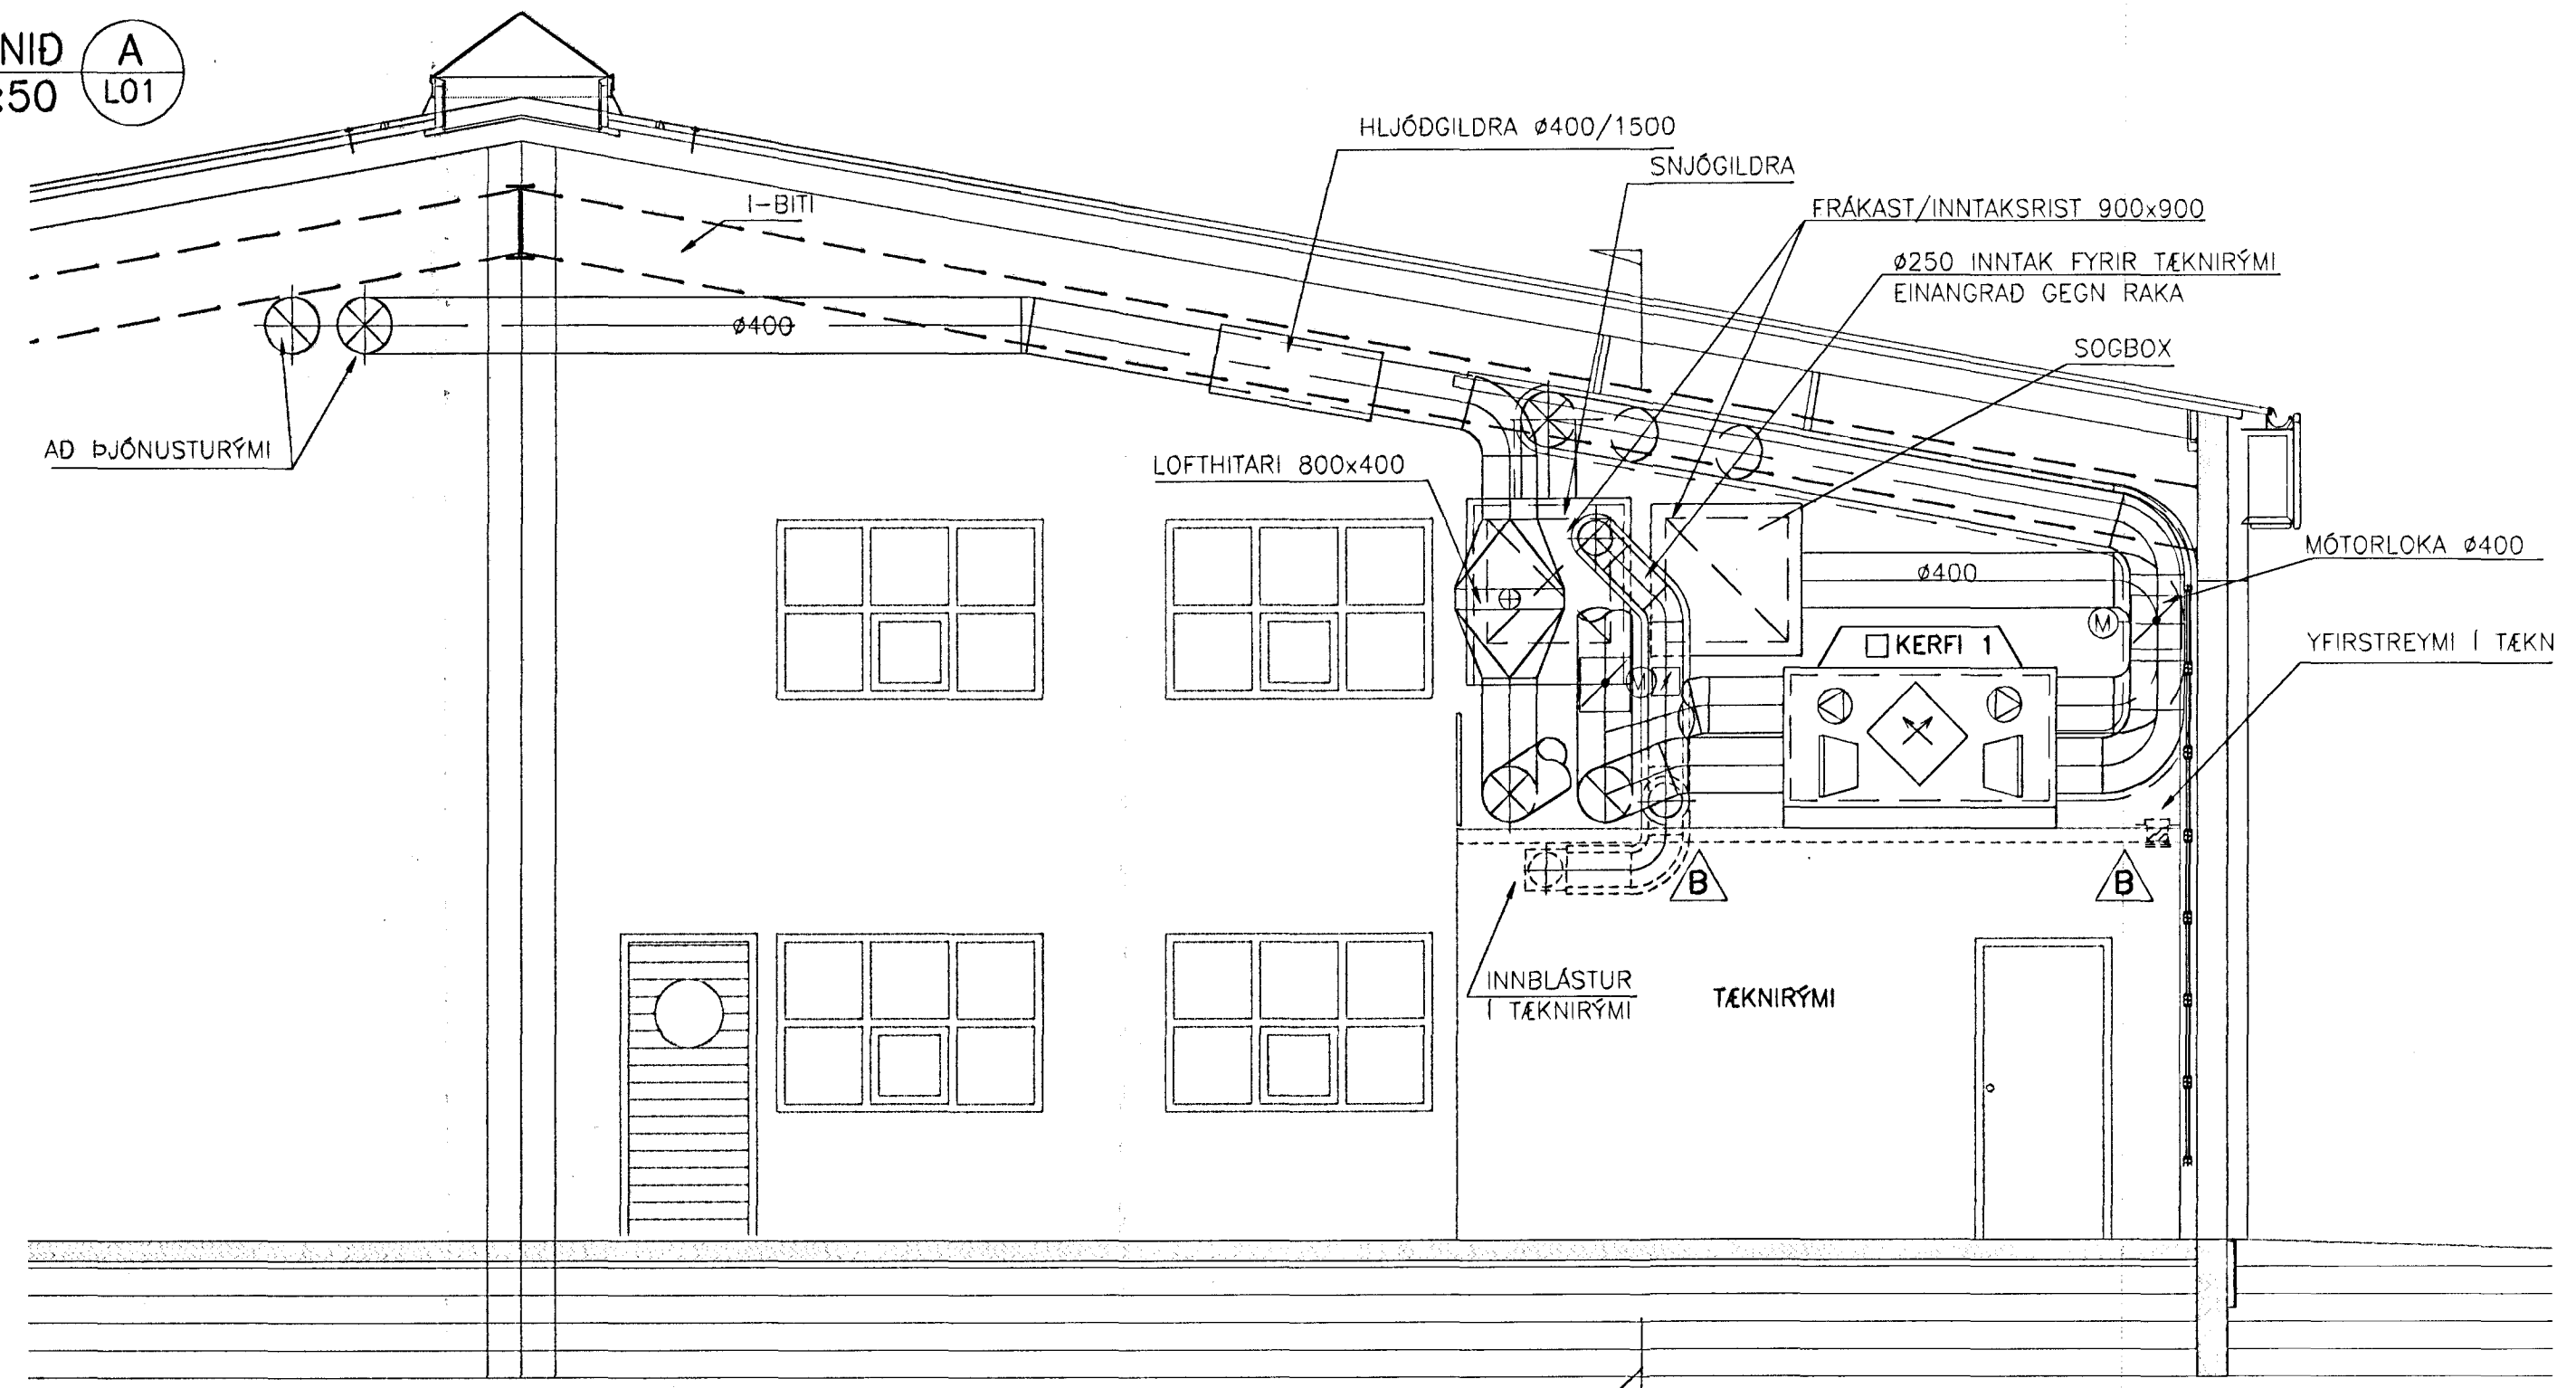 NIÐ
:50
A
L01
HLJÓÐGILDRA ø400/1500
SNJÓGILDRA
FRÁKAST/INNTAKSRIST 900x900
I-BITI
ø250 INNTAK FYRIR TÆKNIRÝMI
EINANGRAÐ GEGN RAKA
ø400
SOGBOX
AÐ ÞJÓNUSTURÝMI
LOFTHITARI 800x400
MÓTORLOKA ø400
ø400
M
KERFI 1
YFIRSTREYMI Í TÆKN
M
B
B
INNBLÁSTUR
Í TÆKNIRÝMI
TÆKNIRÝMI